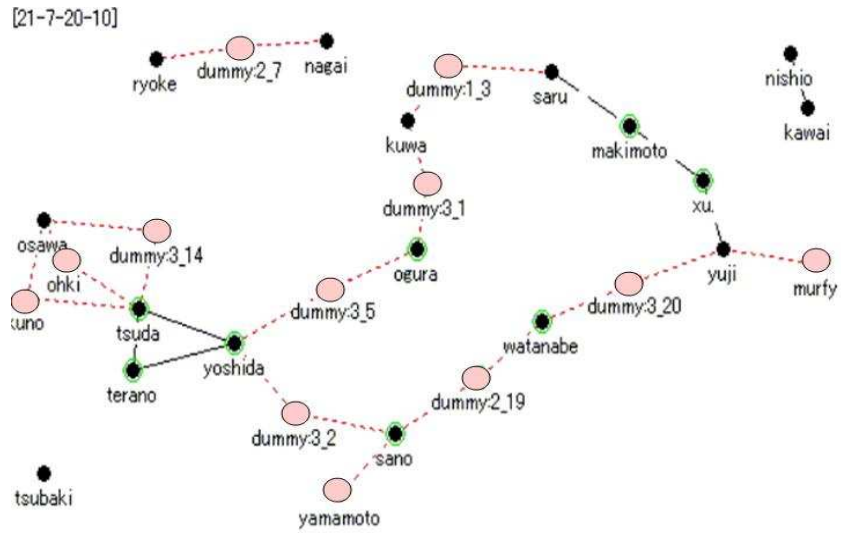 [21-7-20-10]
ryoke
dummy:2_7
nagai
dummy:1_3
saru
nishio
kawai
kuwa
makimoto
dummy:3_1
xu.
osawa
dummy:3_14
ohki
ogura
yuji
murfy
kuno
tsuda
dummy:3_5
dummy:3_20
yoshida
watanabe
terano
dummy:2_19
dummy:3_2
sano
tsubaki
yamamoto